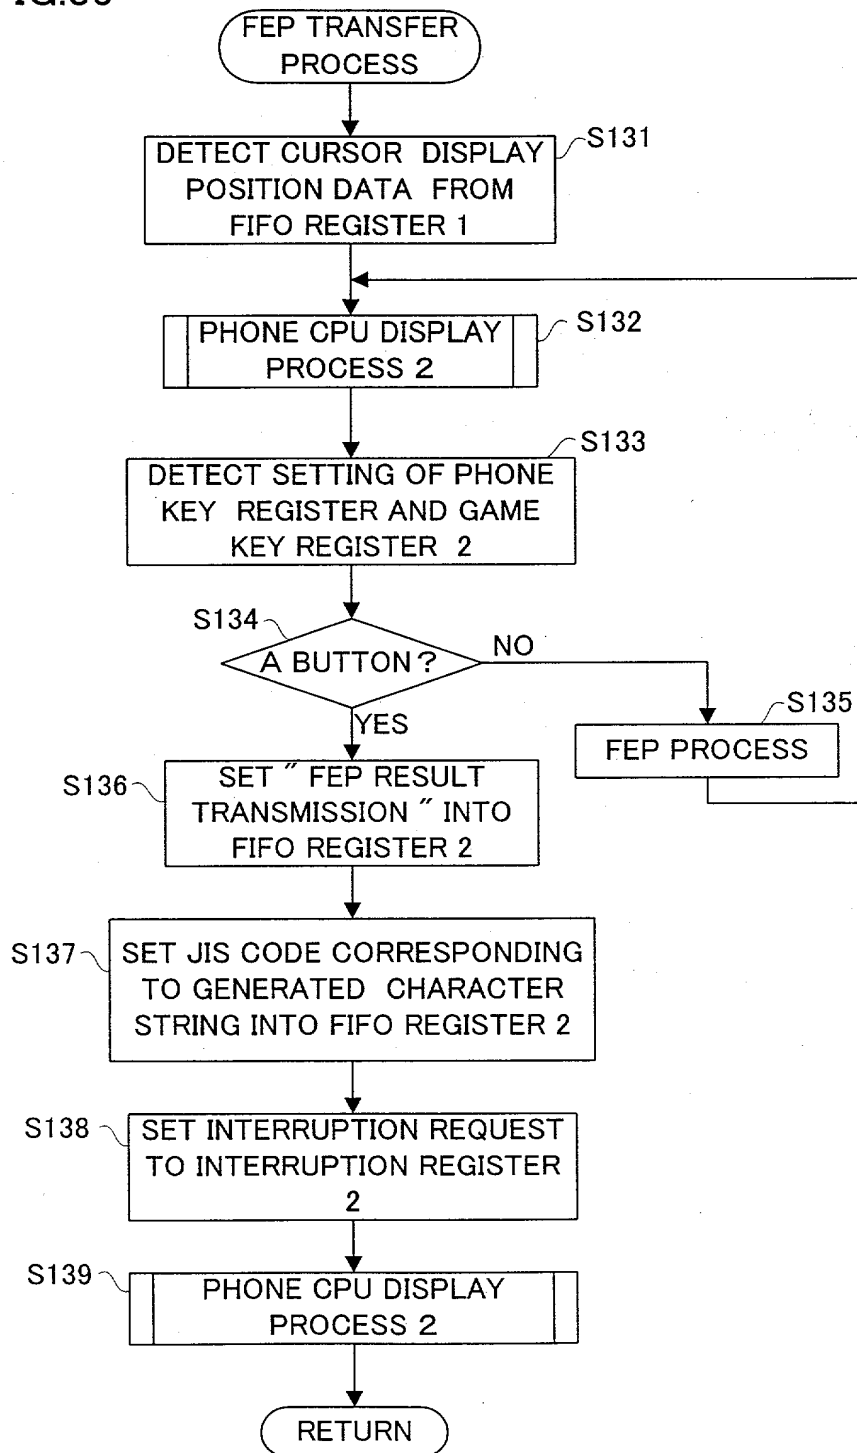 FEP TRANSFER
PROCESS
S131
DETECT CURSOR DISPLAY
POSITION DATA FROM
FIFO REGISTER 1
S132
PHONE CPU DISPLAY
PROCESS 2
S133
DETECT SETTING OF PHONE
KEY REGISTER AND GAME
KEY REGISTER 2
S134
A BUTTON?
NO
YES
S135
FEP PROCESS
S136
SET " FEP RESULT
TRANSMISSION " INTO
FIFO REGISTER 2
S137
SET JIS CODE CORRESPONDING
TO GENERATED CHARACTER
STRING INTO FIFO REGISTER 2
S138
SET INTERRUPTION REQUEST
TO INTERRUPTION REGISTER
2
S139
PHONE CPU DISPLAY
PROCESS 2
RETURN